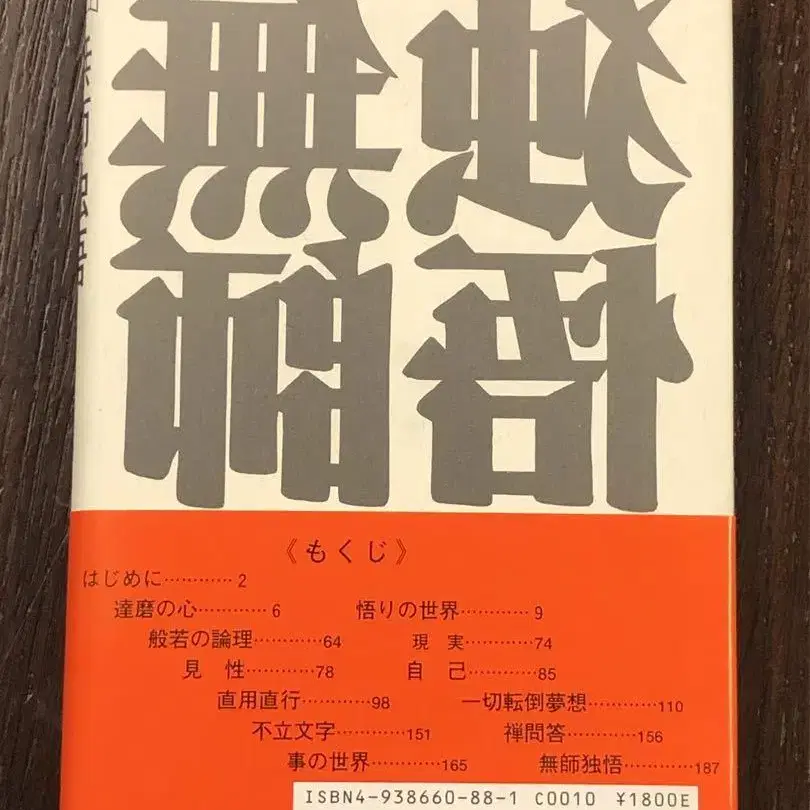 無師
独悟
《もくじ》
はじめに…………2
達磨の心…………6 悟りの世界…………9
般若の論理…………64 現 実…………74
見 性…………78 自 己…………85
直用直行…………98 一切転倒夢想…………110
不立文字…………151 禅問答…………156
事の世界…………165 無師独悟…………187
ISBN4-938660-88-1 C0010 ¥1800E